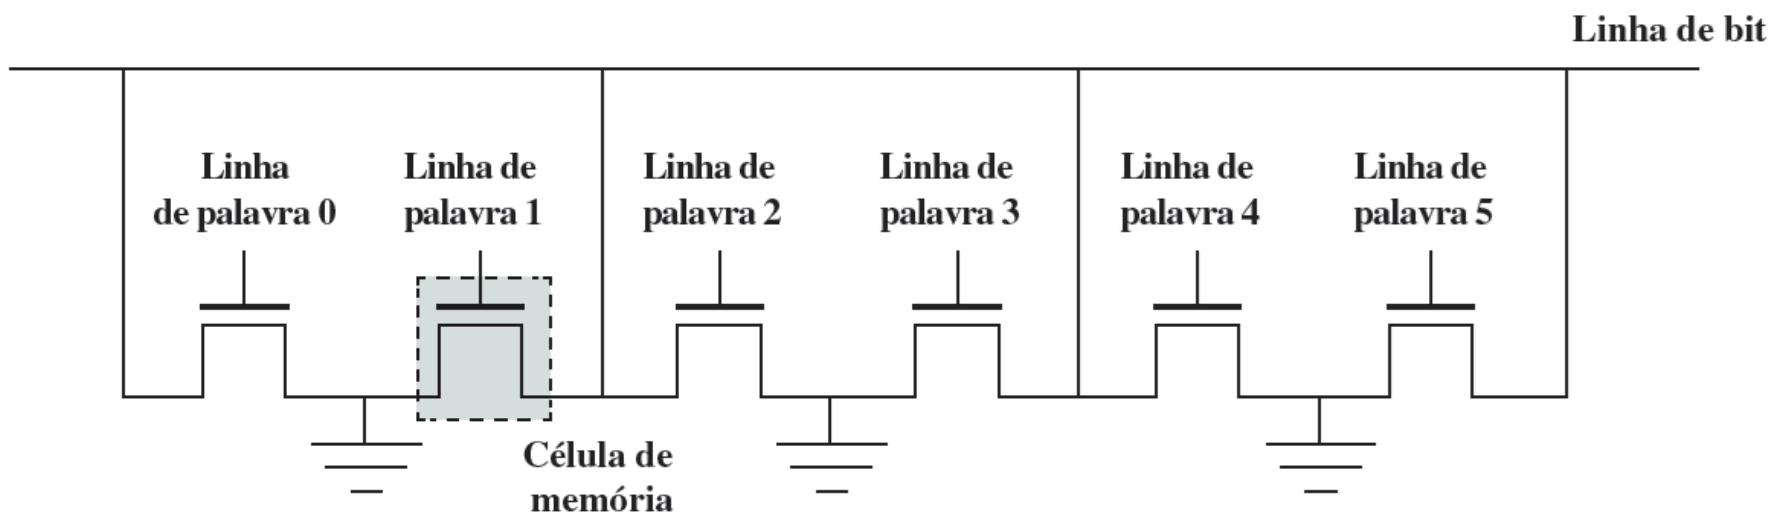 Linha de bit
Linha
de palavra 0
Linha de
palavra 1
Linha de
palavra 2
Linha de
palavra 3
Linha de
palavra 4
Linha de
palavra 5
Célula de
memória